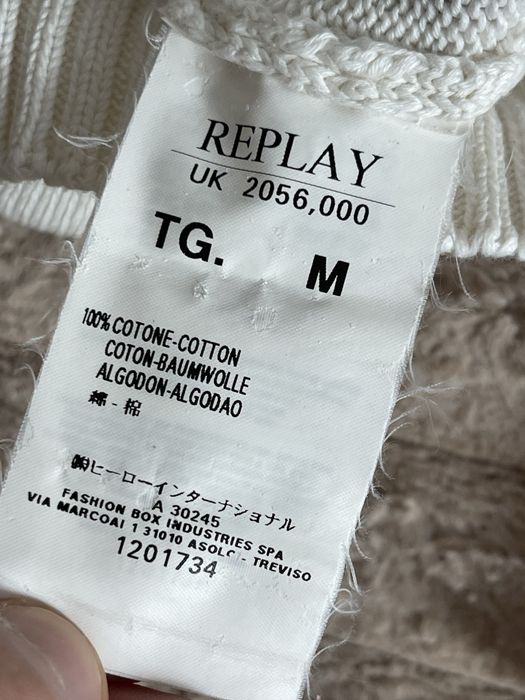 REPLAY
UK 2056,000
TG. M
100% COTONE-COTTON
COTON-BAUMWOLLE
ALGODON-ALGODAO
綿 - 棉
㈱ヒーローインターナショナル
A 30245
FASHION BOX INDUSTRIES SPA
VIA MARCOAI 1 31010 ASOLO - TREVISO
1201734